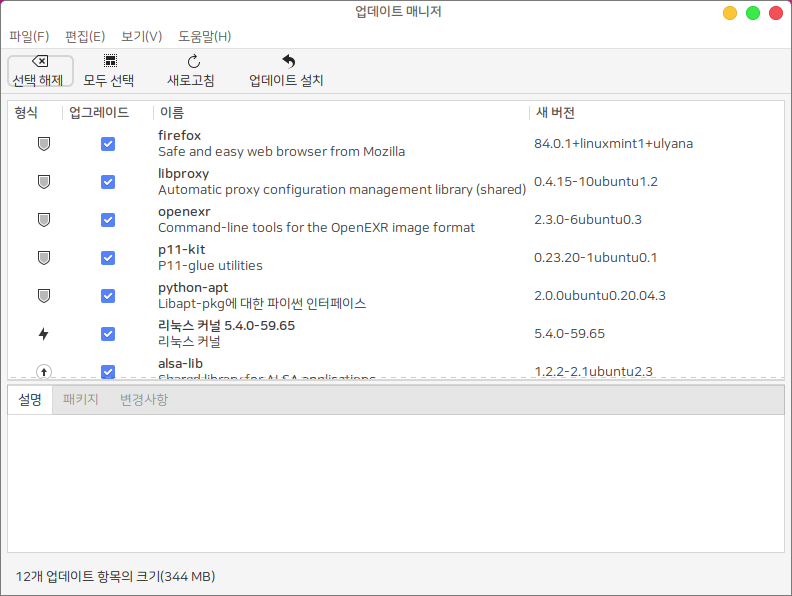 업데이트 매니저
파일(F) 편집(E) 보기(V) 도움말(H)
선택 해제 모두 선택 새로고침 업데이트 설치
형식 업그레이드 이름 새 버전
firefox
Safe and easy web browser from Mozilla
84.0.1+linuxmint1+ulyana
libproxy
Automatic proxy configuration management library (shared)
0.4.15-10ubuntu1.2
openexr
Command-line tools for the OpenEXR image format
2.3.0-6ubuntu0.3
p11-kit
P11-glue utilities
0.23.20-1ubuntu0.1
python-apt
Libapt-pkg에 대한 파이썬 인터페이스
2.0.0ubuntu0.20.04.3
리눅스 커널 5.4.0-59.65
리눅스 커널
5.4.0-59.65
alsa-lib
Shared library for ALSA applications
1.2.2-2.1ubuntu2.3
설명 패키지 변경사항
12개 업데이트 항목의 크기(344 MB)